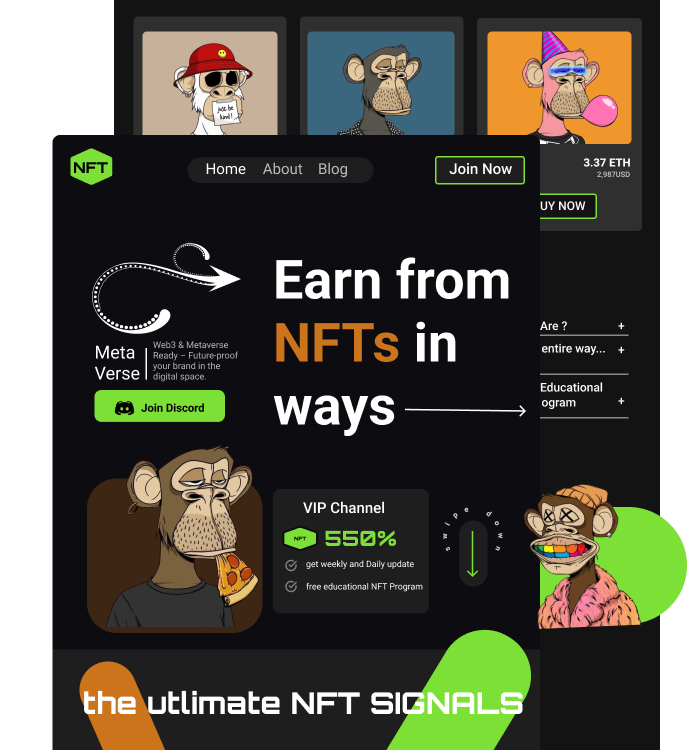 just be
kind!
3.37 ETH
2,987USD
UY NOW
NFT
Home About Blog
Join Now
Earn from
NFTs in
ways
Meta
Verse
Web3 & Metaverse
Ready – Future-proof
your brand in the
digital space.
Join Discord
Are ? +
entire way... +
Educational
ogram +
VIP Channel
NFT 550%
get weekly and Daily update
free educational NFT Program
swipe down
the utlimate NFT SIGNALS